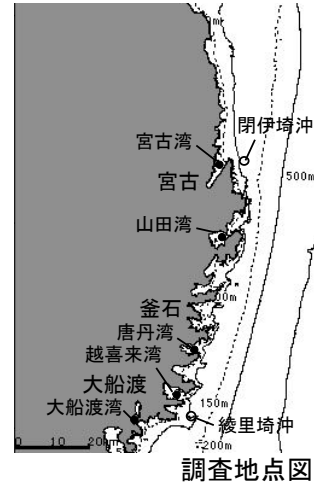 閉伊埼沖
宮古湾
宮古
500m
山田湾
釜石
唐丹湾
越喜来湾
大船渡
大船渡湾
150m
綾里埼沖
200m
0 10 20km
調査地点図